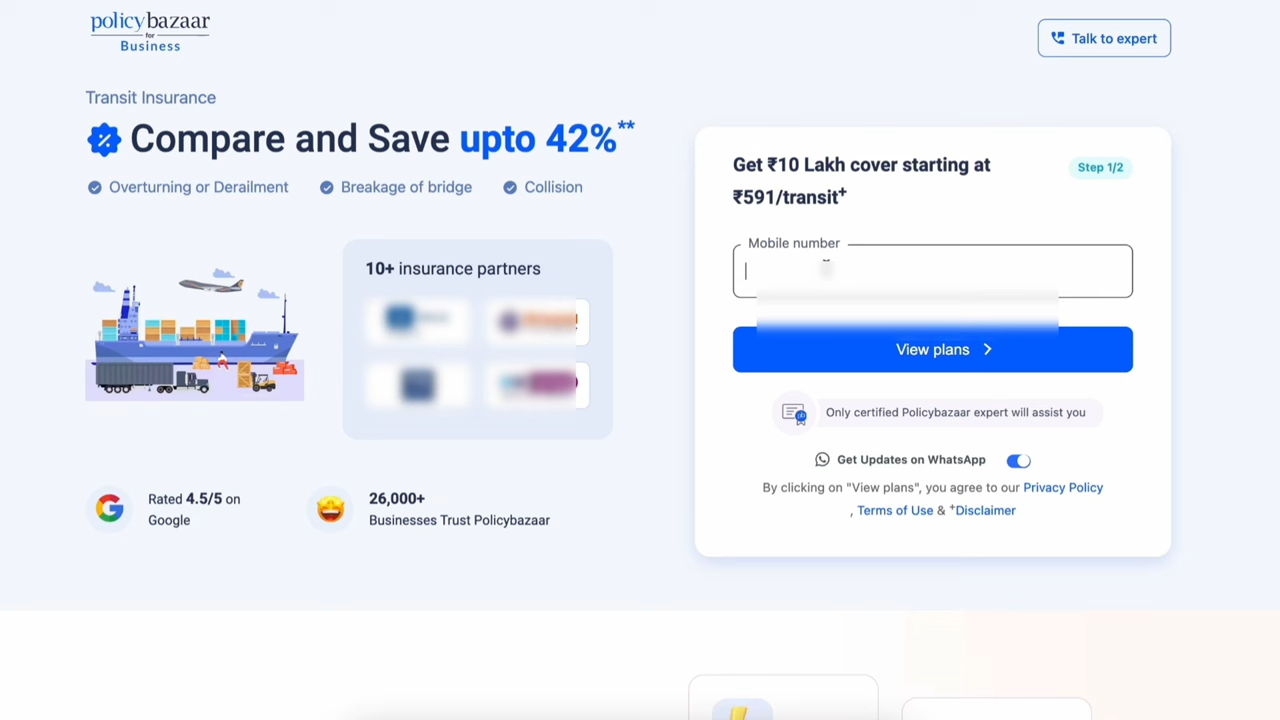 policybazaar
for
Business
Talk to expert
Transit Insurance
Compare and Save upto 42%**
Overturning or Derailment
Breakage of bridge
Collision
10+ insurance partners
Rated 4.5/5 on
Google
26,000+
Businesses Trust Policybazaar
Get ₹10 Lakh cover starting at
₹591/transit+
Step 1/2
Mobile number
View plans
Only certified Policybazaar expert will assist you
Get Updates on WhatsApp
By clicking on "View plans", you agree to our Privacy Policy
, Terms of Use & +Disclaimer